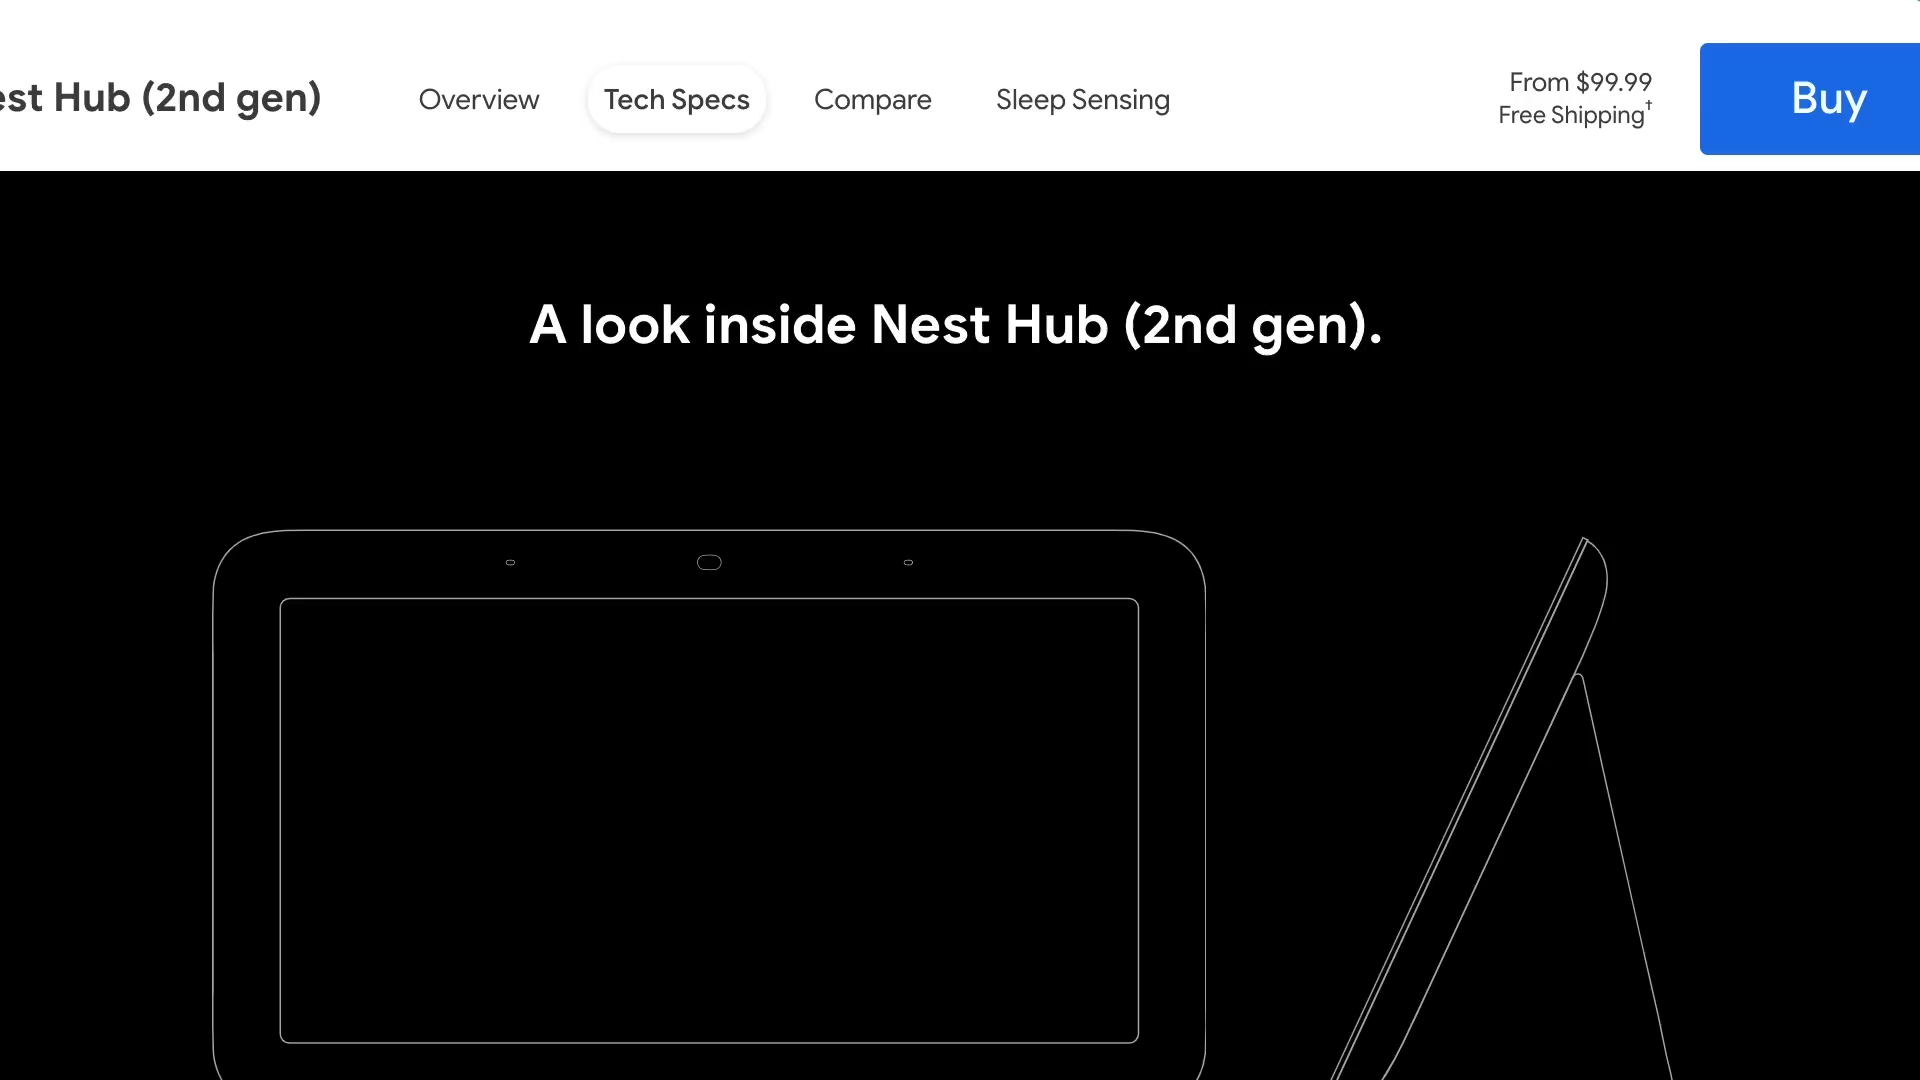 est Hub (2nd gen)
Overview
Tech Specs
Compare
Sleep Sensing
From $99.99
Free Shipping†
Buy
A look inside Nest Hub (2nd gen).